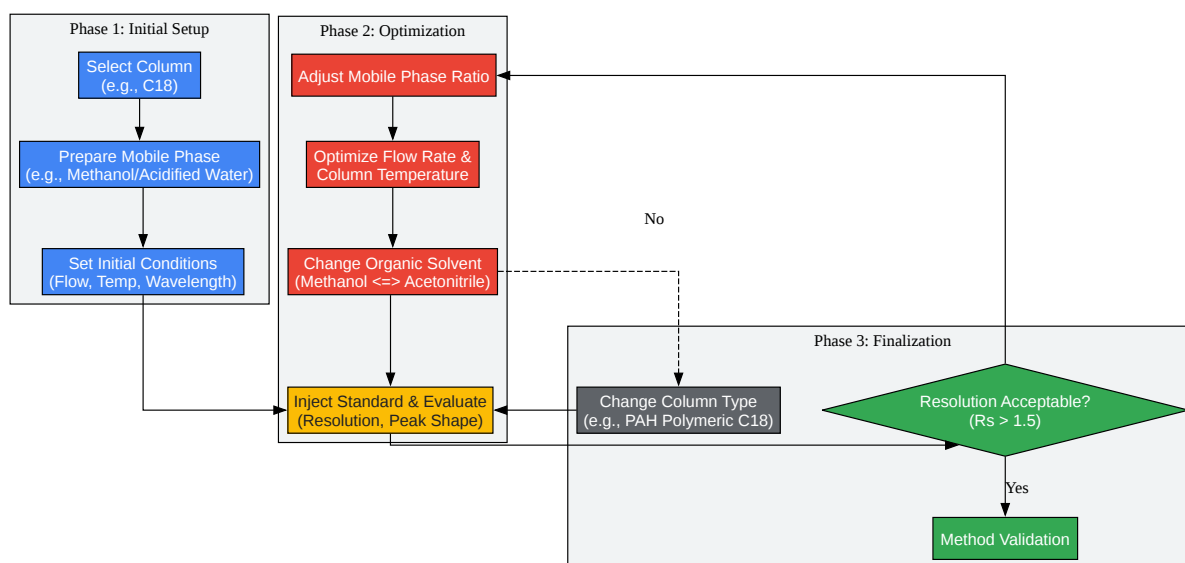 Phase 1: Initial Setup
Select Column
(e.g., C18)
Prepare Mobile Phase
(e.g., Methanol/Acidified Water)
Set Initial Conditions
(Flow, Temp, Wavelength)
Phase 2: Optimization
Adjust Mobile Phase Ratio
Optimize Flow Rate &
Column Temperature
Change Organic Solvent
(Methanol <=> Acetonitrile)
Inject Standard & Evaluate
(Resolution, Peak Shape)
No
Phase 3: Finalization
Change Column Type
(e.g., PAH Polymeric C18)
Resolution Acceptable?
(Rs > 1.5)
Yes
Method Validation